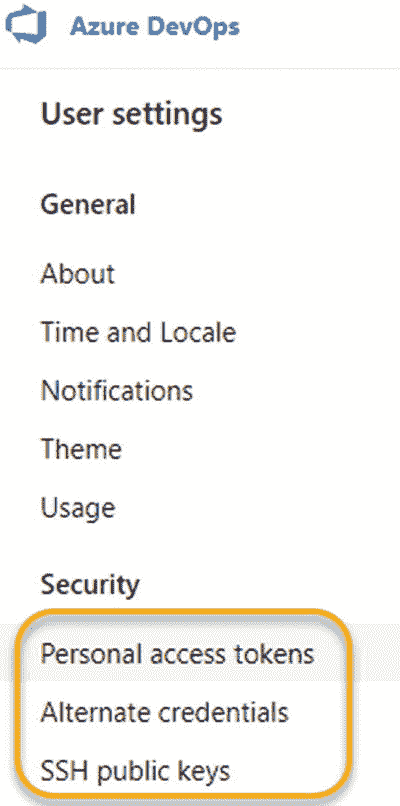 Azure DevOps
User settings
General
About
Time and Locale
Notifications
Theme
Usage
Security
Personal access tokens
Alternate credentials
SSH public keys